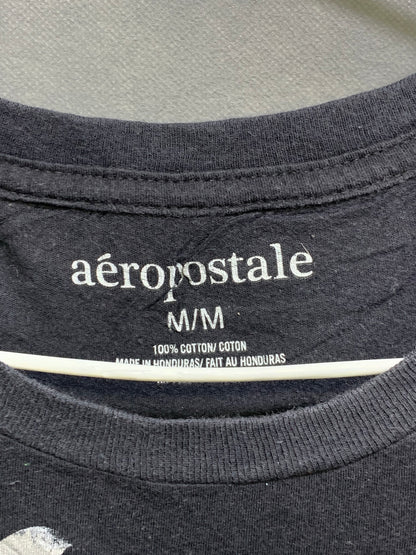 aéropostale
M/M
100% COTTON/ COTON
MADE IN HONDURAS/ FAIT AU HONDURAS